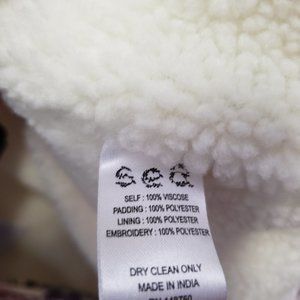 sea
SELF : 100% VISCOSE
PADDING : 100% POLYESTER
LINING : 100% POLYESTER
EMBROIDERY : 100% POLYESTER
DRY CLEAN ONLY
MADE IN INDIA